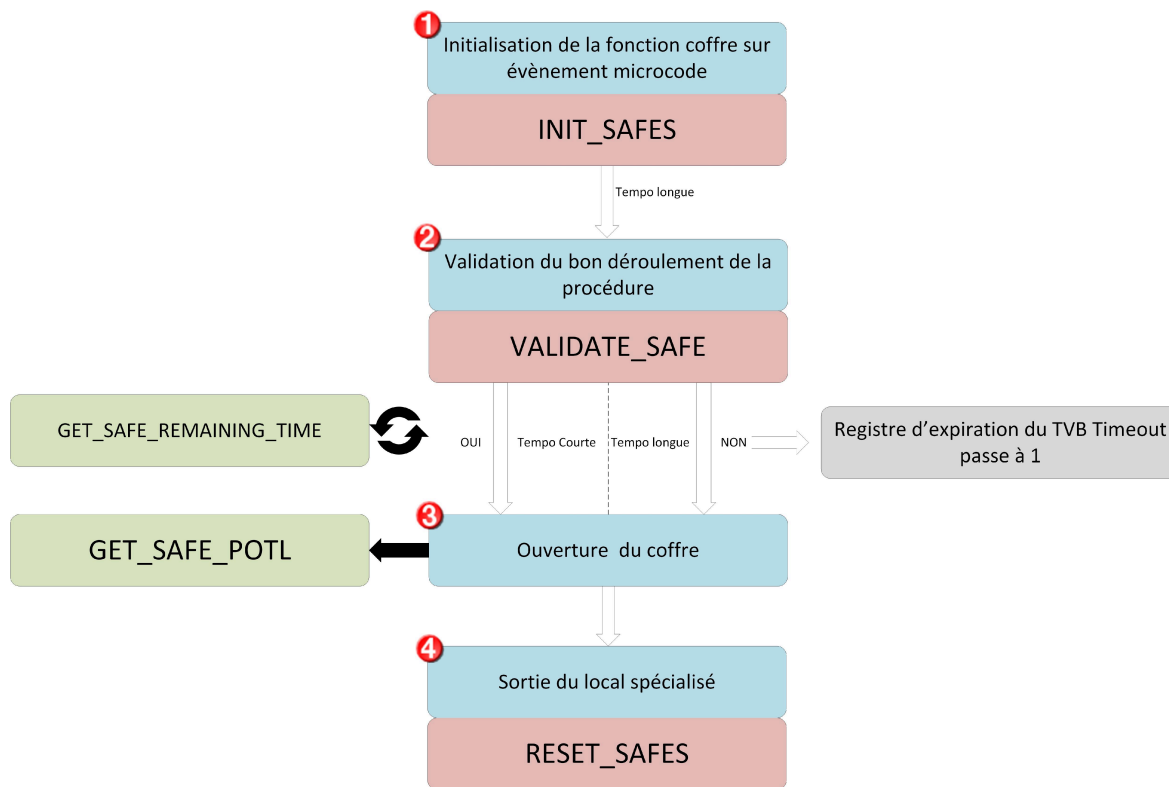 1
Initialisation de la fonction coffre sur
évènement microcode
INIT_SAFES
Tempo longue
2
Validation du bon déroulement de la
procédure
VALIDATE_SAFE
GET_SAFE_REMAINING_TIME
OUI
Tempo Courte
Tempo longue
NON
Registre d’expiration du TVB Timeout
passe à 1
3
GET_SAFE_POTL
Ouverture du coffre
4
Sortie du local spécialisé
RESET_SAFES